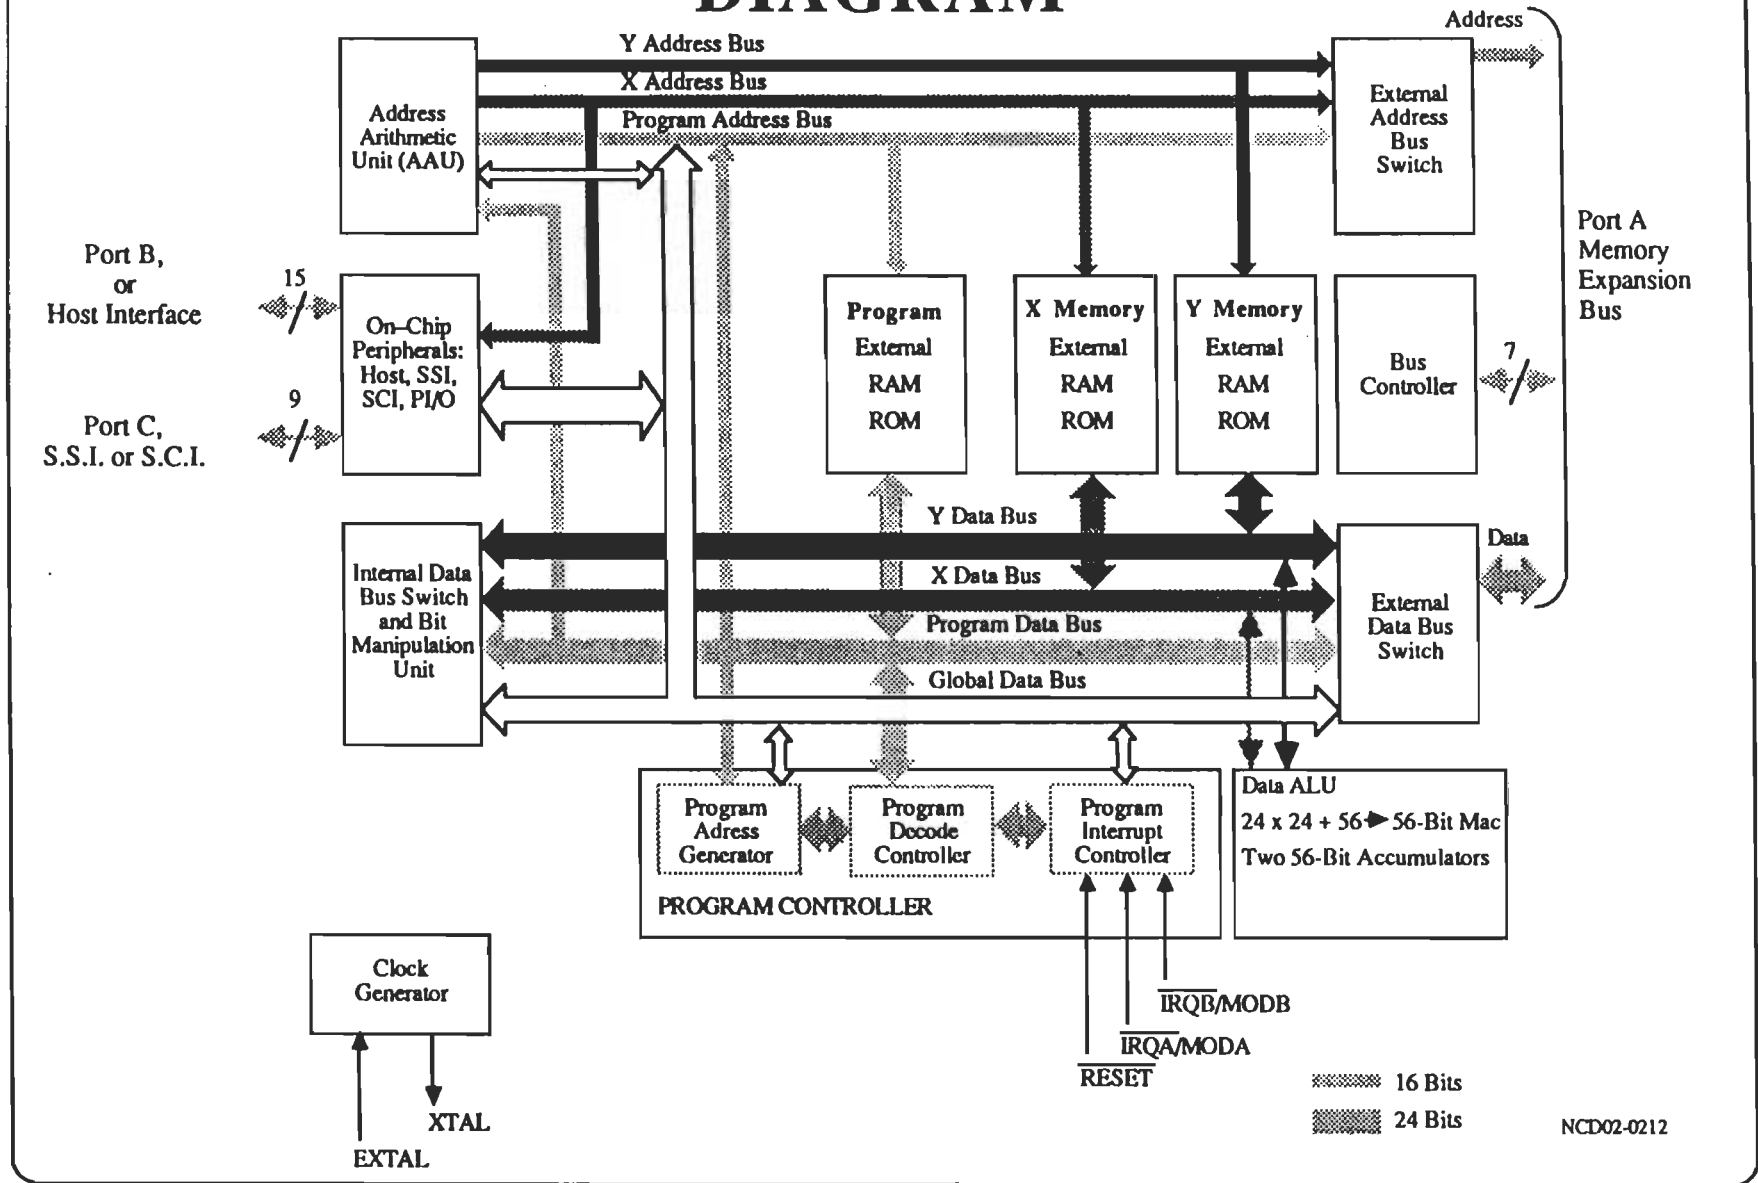 DIAGRAM
Address
Y Address Bus
X Address Bus
Program Address Bus
Address
Arithmetic
Unit (AAU)
External
Address
Bus
Switch
Port A
Memory
Expansion
Bus
Port B,
or
Host Interface
15
On–Chip
Peripherals:
Host, SSI,
SCI, PI/O
9
Port C,
S.S.I. or S.C.I.
Program
External
RAM
ROM
X Memory
External
RAM
ROM
Y Memory
External
RAM
ROM
Bus
Controller
7
Y Data Bus
X Data Bus
Program Data Bus
Global Data Bus
Data
Internal Data
Bus Switch
and Bit
Manipulation
Unit
External
Data Bus
Switch
Program
Adress
Generator
Program
Decode
Controller
Program
Interrupt
Controller
PROGRAM CONTROLLER
Data ALU
24 x 24 + 56 → 56-Bit Mac
Two 56-Bit Accumulators
Clock
Generator
IRQB/MODB
IRQA/MODA
RESET
XTAL
EXTAL
16 Bits
24 Bits
NCD02-0212